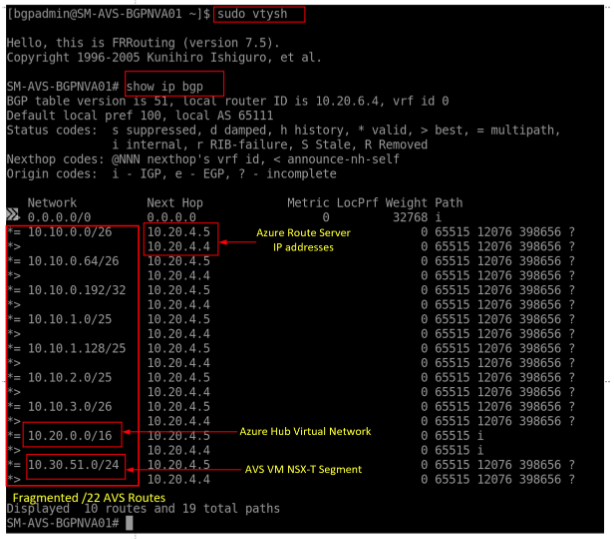 [bgpadmin@SM-AVS-BGPNVA01 ~]$ sudo vtysh
Hello, this is FRRouting (version 7.5).
Copyright 1996-2005 Kunihiro Ishiguro, et al.
SM-AVS-BGPNVA01# show ip bgp
BGP table version is 51, local router ID is 10.20.6.4, vrf id 0
Default local pref 100, local AS 65111
Status codes:  s suppressed, d damped, h history, * valid, > best, = multipath,
i internal, r RIB-failure, S Stale, R Removed
Nexthop codes: @NNN nexthop's vrf id, < announce-nh-self
Origin codes:  i - IGP, e - EGP, ? - incomplete
Network Next Hop Metric LocPrf Weight Path
0.0.0.0/0 0.0.0.0 0 32768 i
*= 10.10.0.0/26 10.20.4.5 Azure Route Server 0 65515 12076 398656 ?
*> 10.20.4.4 IP addresses 0 65515 12076 398656 ?
*= 10.10.0.64/26 10.20.4.5 0 65515 12076 398656 ?
*> 10.20.4.4 0 65515 12076 398656 ?
*= 10.10.0.192/32 10.20.4.5 0 65515 12076 398656 ?
*> 10.20.4.4 0 65515 12076 398656 ?
*= 10.10.1.0/25 10.20.4.5 0 65515 12076 398656 ?
*> 10.20.4.4 0 65515 12076 398656 ?
*= 10.10.1.128/25 10.20.4.5 0 65515 12076 398656 ?
*> 10.20.4.4 0 65515 12076 398656 ?
*= 10.10.2.0/25 10.20.4.5 0 65515 12076 398656 ?
*> 10.20.4.4 0 65515 12076 398656 ?
*= 10.10.3.0/26 10.20.4.5 0 65515 12076 398656 ?
*> 10.20.4.4 0 65515 12076 398656 ?
*= 10.20.0.0/16 10.20.4.5 Azure Hub Virtual Network 0 65515 i
*> 10.20.4.4 0 65515 i
*= 10.30.51.0/24 10.20.4.5 AVS VM NSX-T Segment 0 65515 12076 398656 ?
*> 10.20.4.4 0 65515 12076 398656 ?
Fragmented /22 AVS Routes
Displayed  10 routes and 19 total paths
SM-AVS-BGPNVA01#